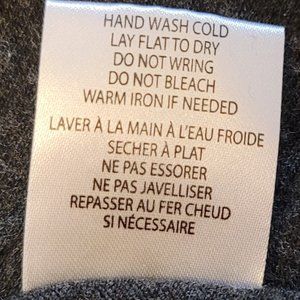 HAND WASH COLD
LAY FLAT TO DRY
DO NOT WRING
DO NOT BLEACH
WARM IRON IF NEEDED
LAVER À LA MAIN À L'EAU FROIDE
SECHER À PLAT
NE PAS ESSORER
NE PAS JAVELLISER
REPASSER AU FER CHEUD
SI NÉCESSAIRE